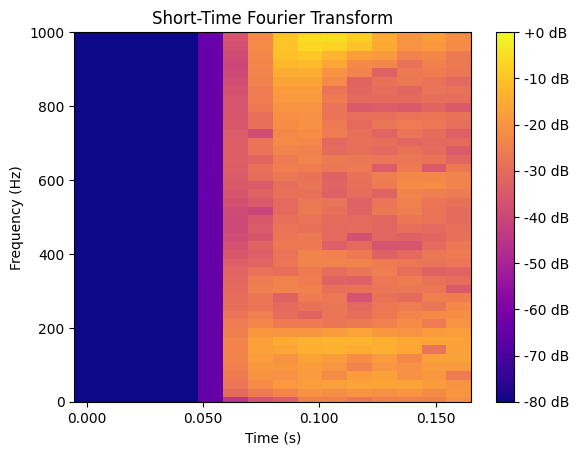 Short-Time Fourier Transform
Frequency (Hz)
1000
800
600
400
200
0
0.000
0.050
0.100
0.150
Time (s)
+0 dB
-10 dB
-20 dB
-30 dB
-40 dB
-50 dB
-60 dB
-70 dB
-80 dB